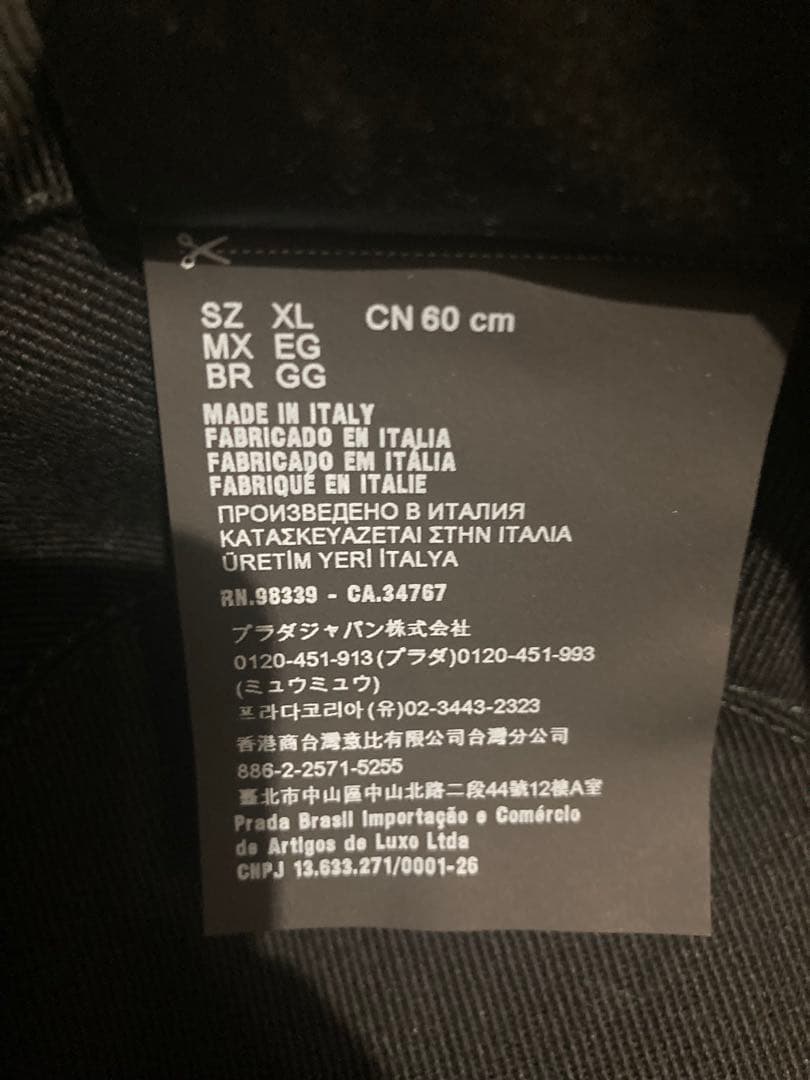 SZ XL CN 60 cm
MX EG
BR GG
MADE IN ITALY
FABRICADO EN ITALIA
FABRICADO EM ITÁLIA
FABRIQUÉ EN ITALIE
ПРОИЗВЕДЕНО В ИТАЛИЯ
ΚΑΤΑΣΚΕΥΑΖΕΤΑΙ ΣΤΗΝ ΙΤΑΛΙΑ
ÜRETİM YERİ İTALYA
RN.98339 - CA.34767
プラダジャパン株式会社
0120-451-913(プラダ)0120-451-993
(ミュウミュウ)
프라다코리아(유)02-3443-2323
香港商台灣意比有限公司台灣分公司
886-2-2571-5255
臺北市中山區中山北路二段44號12樓A室
Prada Brasil Importação e Comércio
de Artigos de Luxo Ltda
CNPJ 13.633.271/0001-26